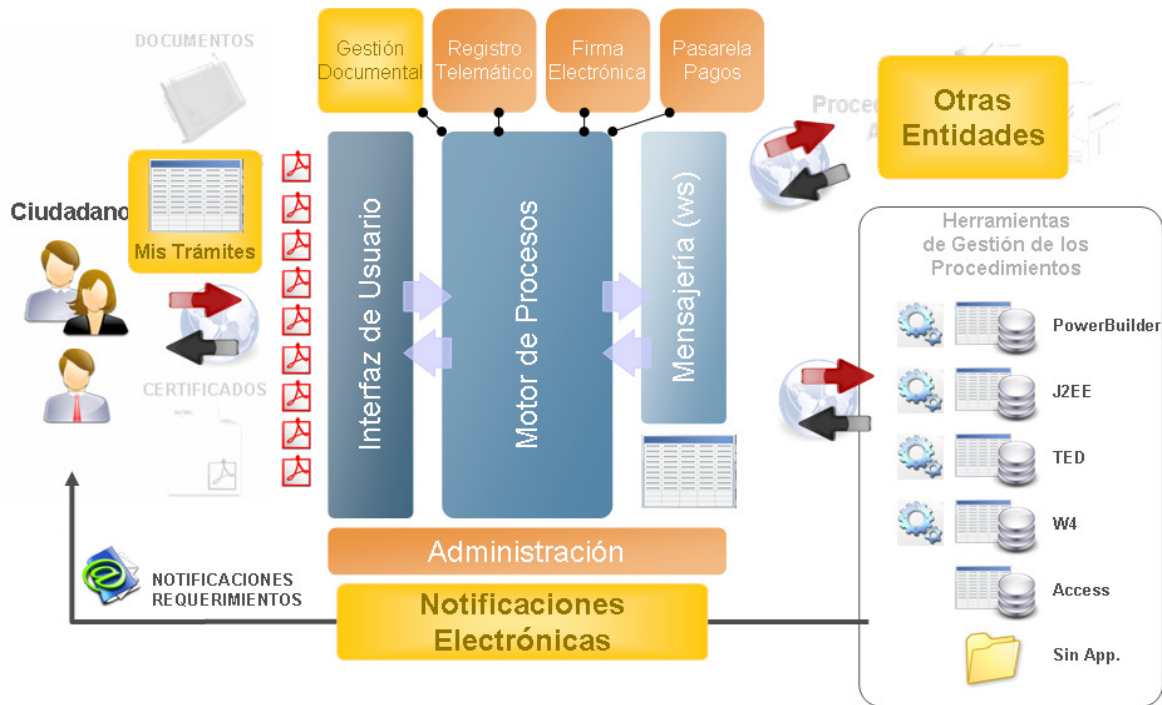 DOCUMENTOS
Gestión
Documental
Registro
Telemático
Firma
Electrónica
Pasarela
Pagos
Otras
Entidades
Ciudadano
Mis Trámites
Interfaz de Usuario
Motor de Procesos
Mensajería (ws)
Herramientas
de Gestión de los
Procedimientos
PowerBuilder
J2EE
TED
W4
Access
Sin App.
CERTIFICADOS
Administración
NOTIFICACIONES
REQUERIMIENTOS
Notificaciones
Electrónicas